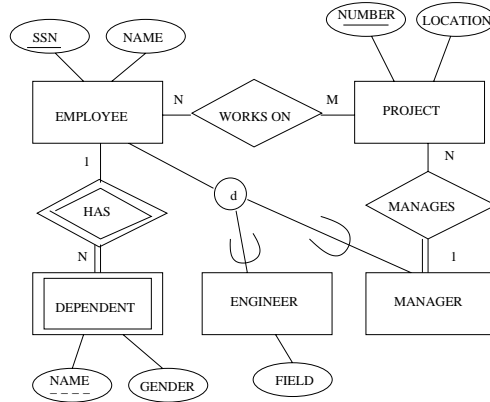 SSN
NAME
NUMBER
LOCATION
EMPLOYEE
N
WORKS ON
M
PROJECT
1
N
HAS
d
MANAGES
N
1
DEPENDENT
ENGINEER
MANAGER
NAME
GENDER
FIELD